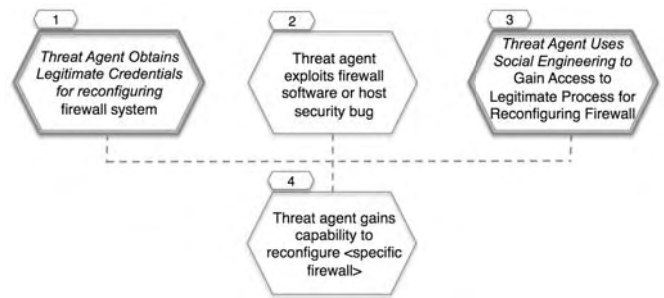 1
Threat Agent Obtains
Legitimate Credentials
for reconfiguring
firewall system
2
Threat agent
exploits firewall
software or host
security bug
3
Threat Agent Uses
Social Engineering to
Gain Access to
Legitimate Process for
Reconfiguring Firewall
4
Threat agent gains
capability to
reconfigure <specific
firewall>